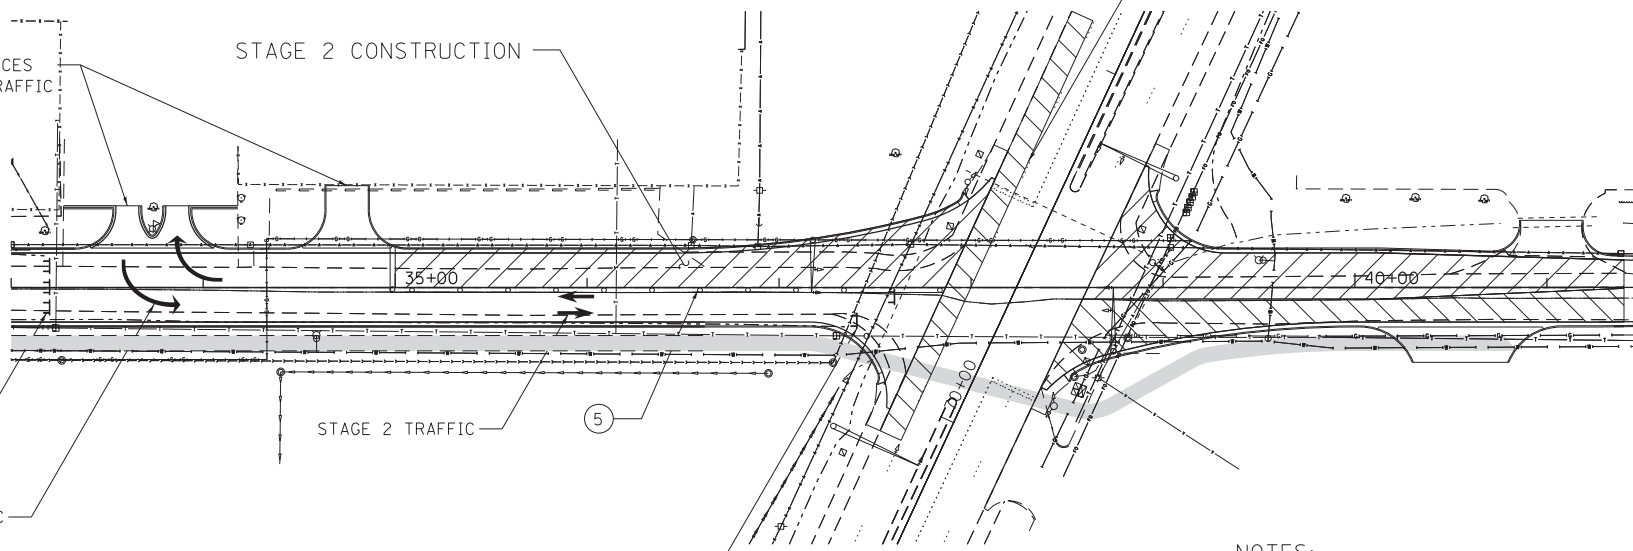 STAGE 2 CONSTRUCTION
CES
RAFFIC
35+00
40+00
20+00
5
STAGE 2 TRAFFIC
C
NOTES: